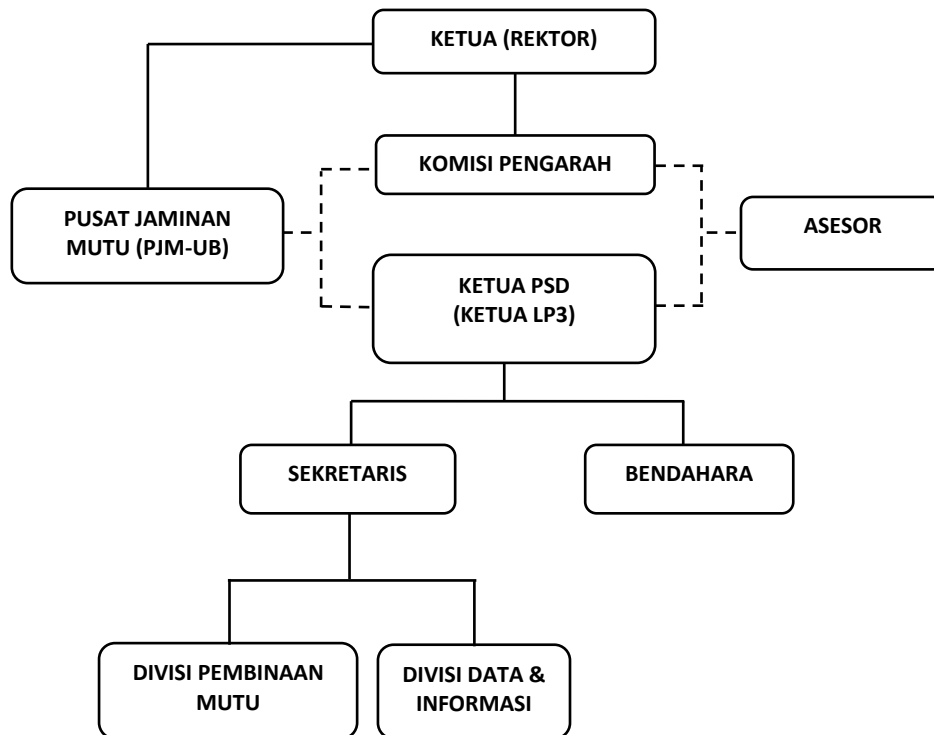 KETUA (REKTOR)
KOMISI PENGARAH
PUSAT JAMINAN
MUTU (PJM-UB)
ASESOR
KETUA PSD
(KETUA LP3)
SEKRETARIS
BENDAHARA
DIVISI PEMBINAAN
MUTU
DIVISI DATA &
INFORMASI